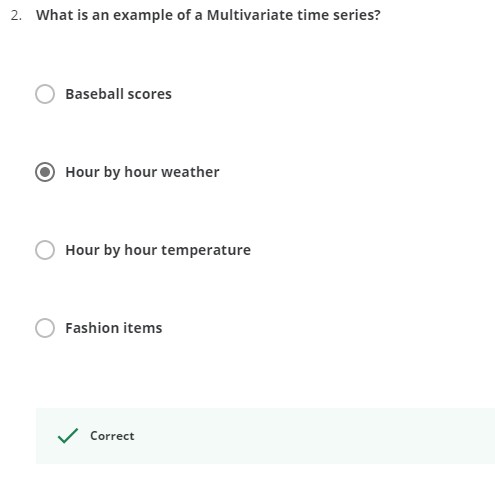 2. What is an example of a Multivariate time series?
Baseball scores
Hour by hour weather
Hour by hour temperature
Fashion items
Correct